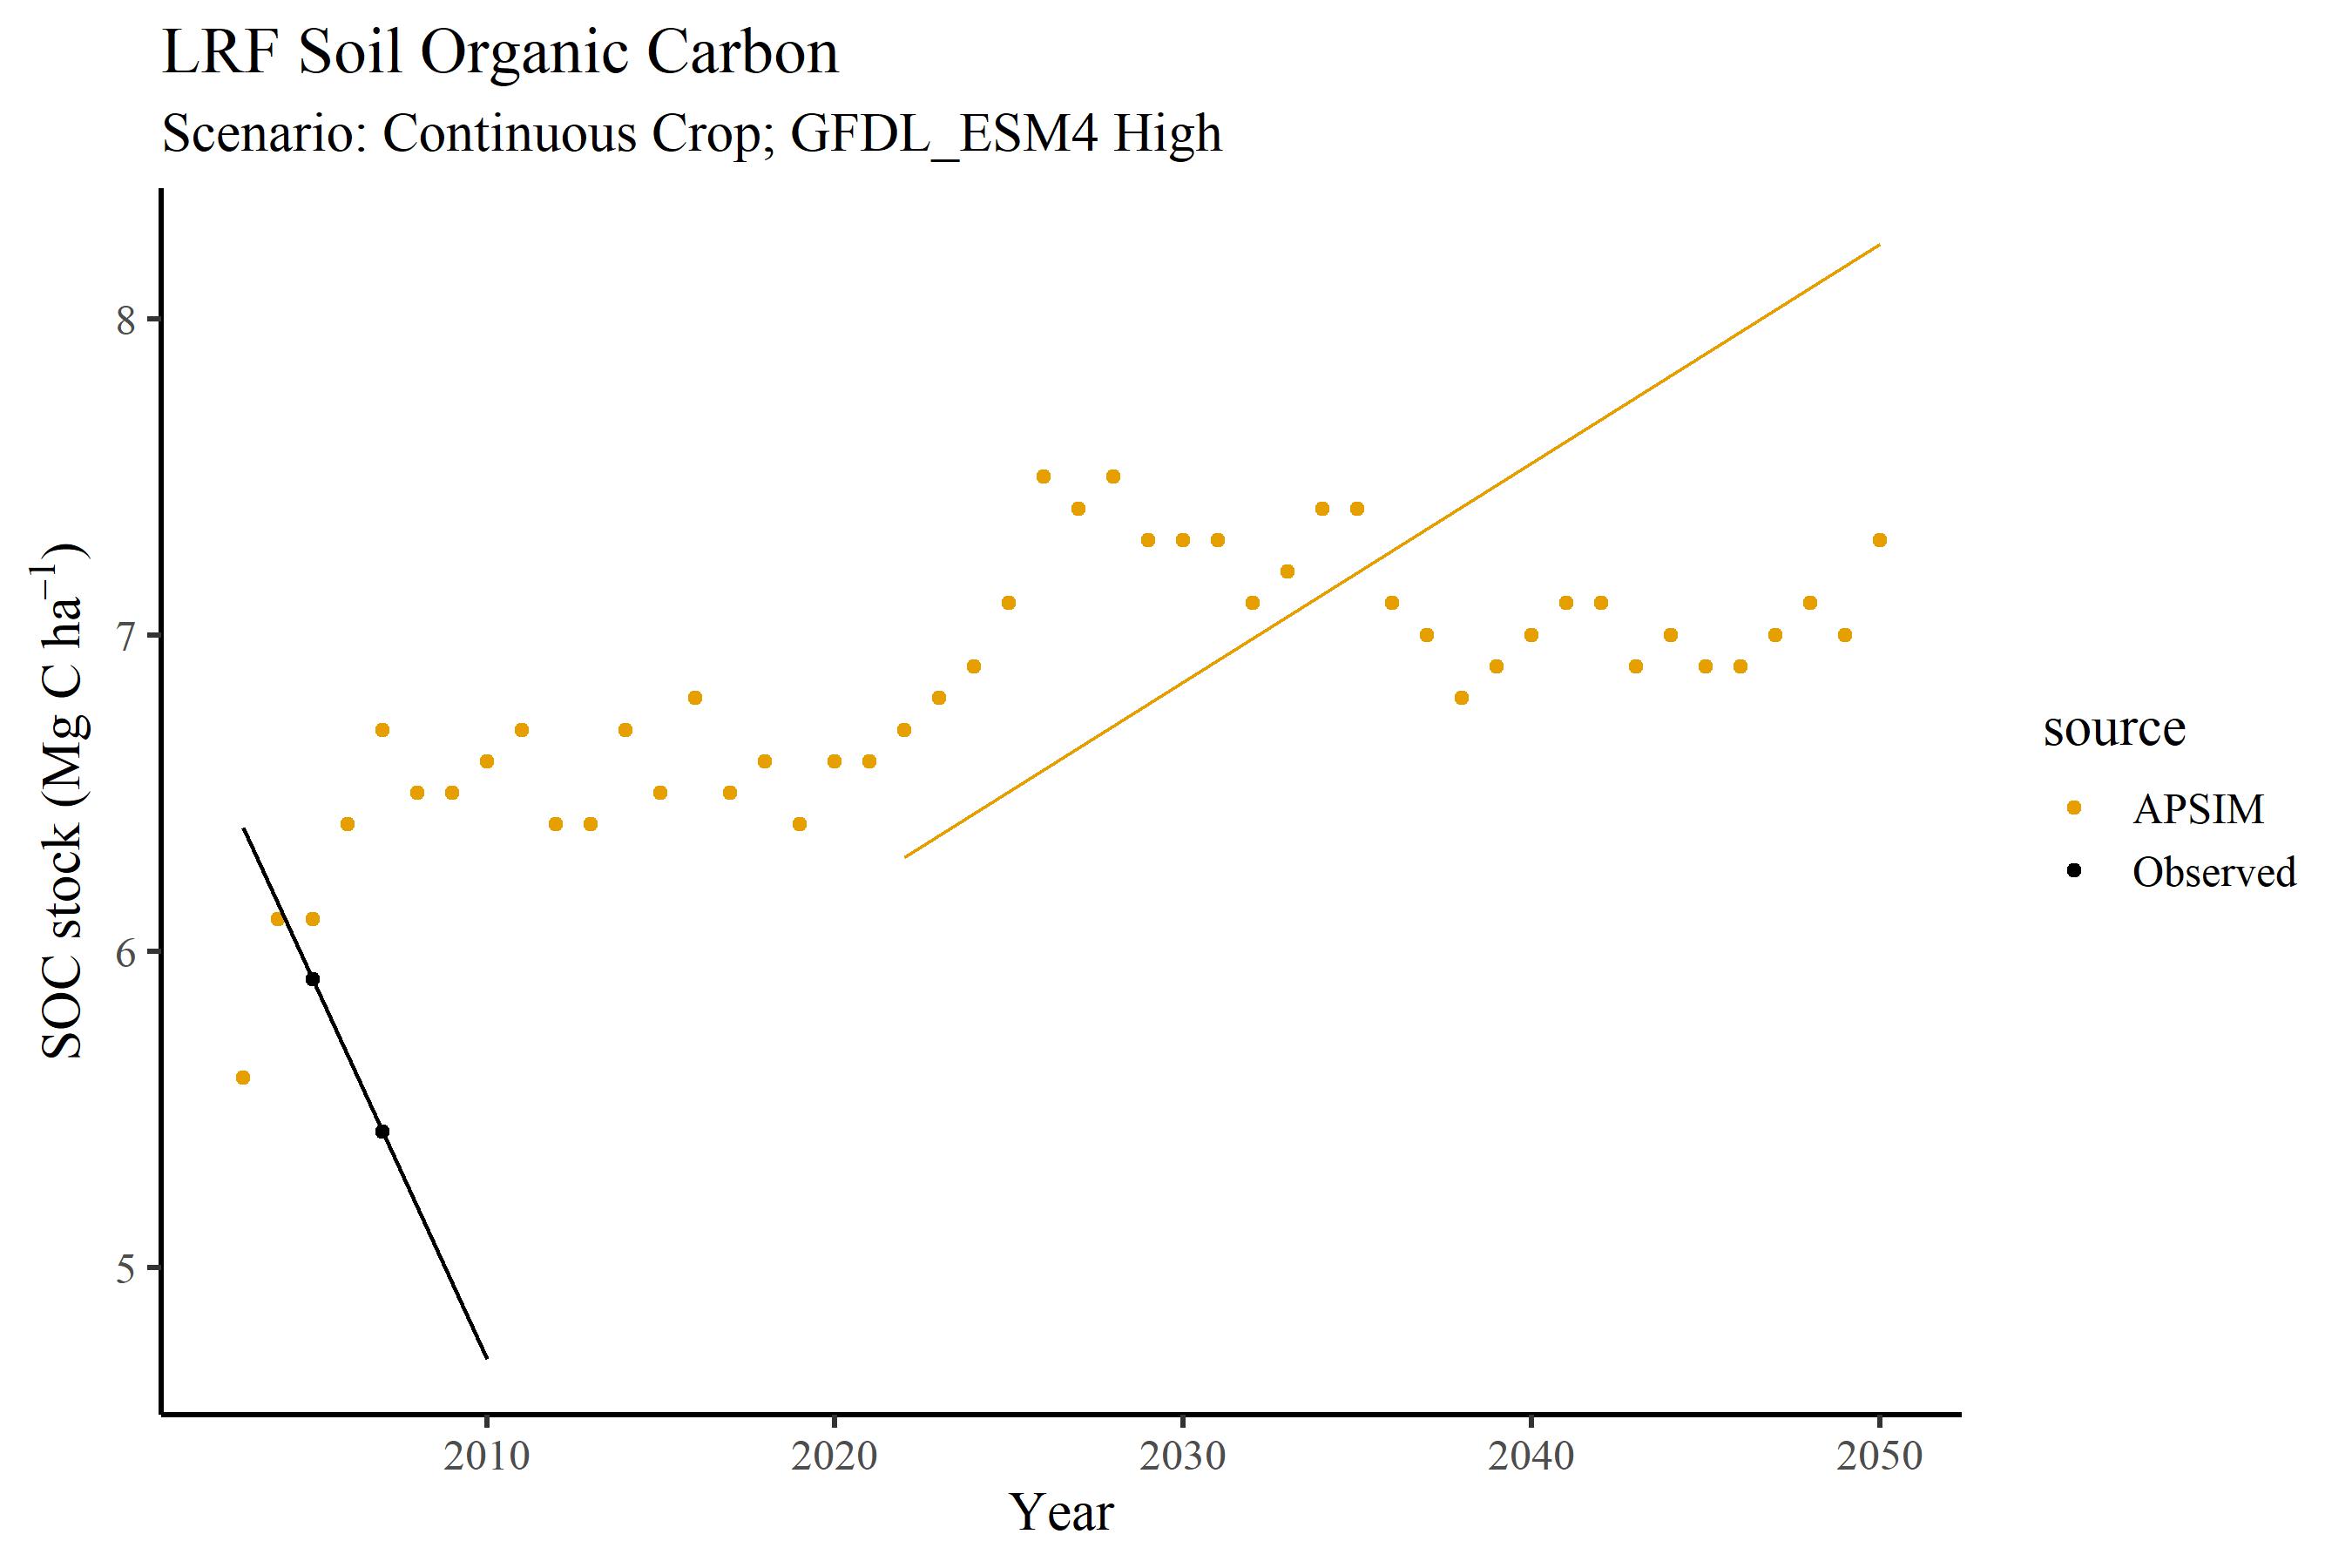 LRF Soil Organic Carbon
Scenario: Continuous Crop; GFDL_ESM4 High
SOC stock (Mg C ha⁻¹)
8
7
6
5
2010 2020 2030 2040 2050
Year
source
APSIM
Observed